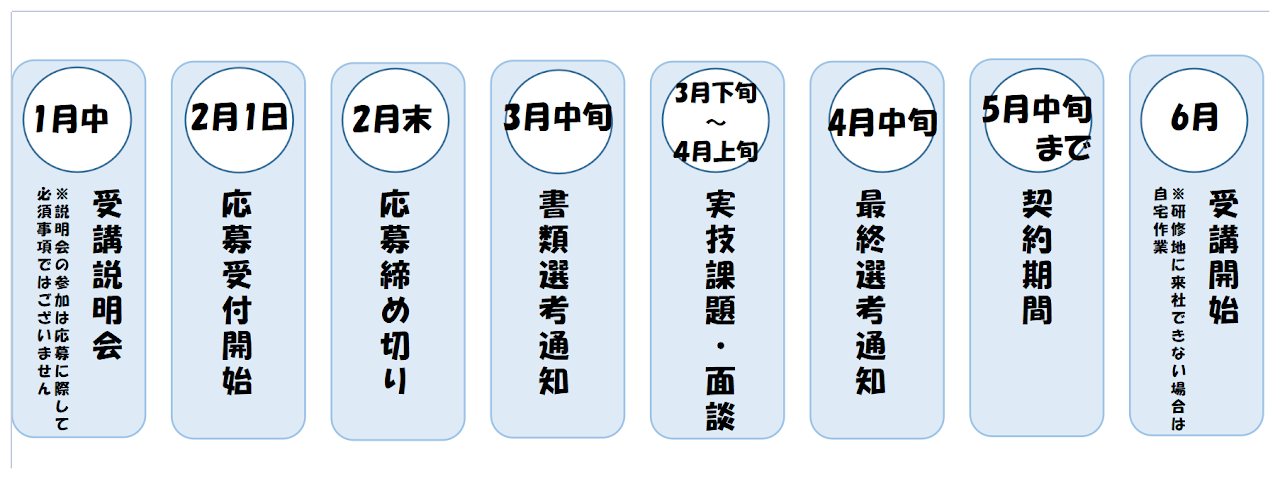 1月中
受講説明会
※説明会の参加は応募に際して
必須事項ではございません
2月1日
応募受付開始
2月末
応募締め切り
3月中旬
書類選考通知
3月下旬
～
4月上旬
実技課題・面談
4月中旬
最終選考通知
5月中旬
まで
契約期間
6月
受講開始
※研修地に来社できない場合は
自宅作業